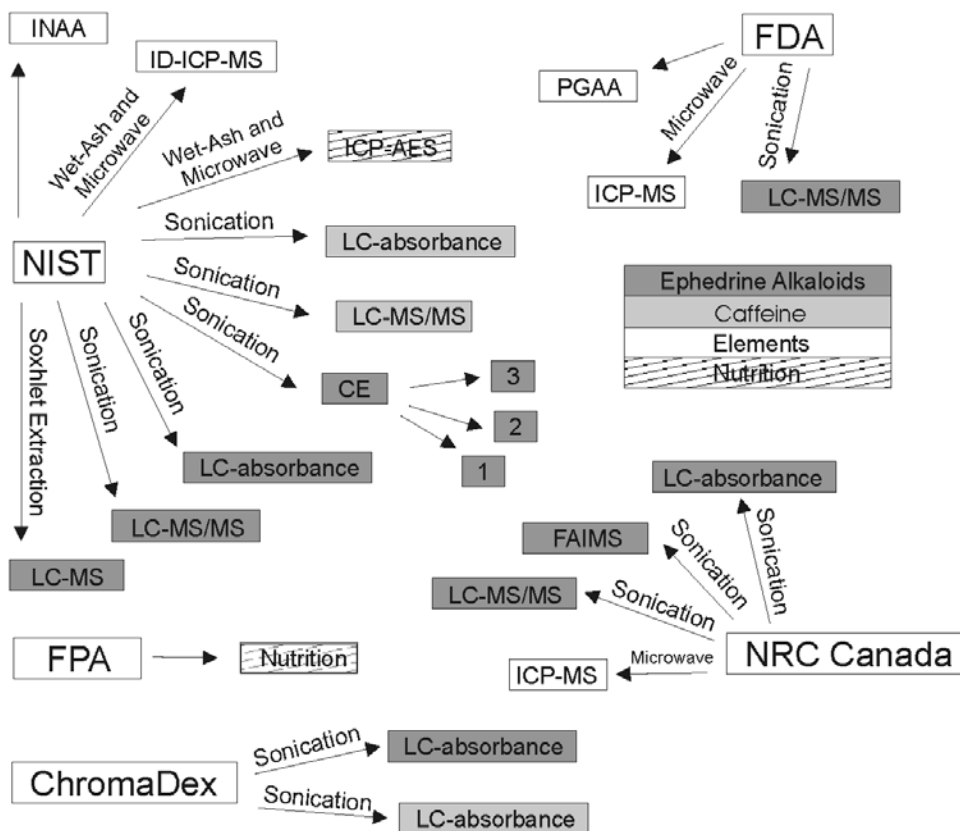 INAA
ID-ICP-MS
Wet-Ash and
Microwave
Wet-Ash and
Microwave
ICP-AES
Sonication
LC-absorbance
NIST
Sonication
LC-MS/MS
Sonication
CE
3
2
1
Sonication
LC-absorbance
Sonication
LC-MS/MS
Soxhlet Extraction
LC-MS
FDA
PGAA
Microwave
ICP-MS
Sonication
LC-MS/MS
Ephedrine Alkaloids
Caffeine
Elements
Nutrition
LC-absorbance
Sonication
FAIMS
Sonication
LC-MS/MS
Sonication
NRC Canada
Microwave
ICP-MS
FPA
Nutrition
ChromaDex
Sonication
LC-absorbance
Sonication
LC-absorbance